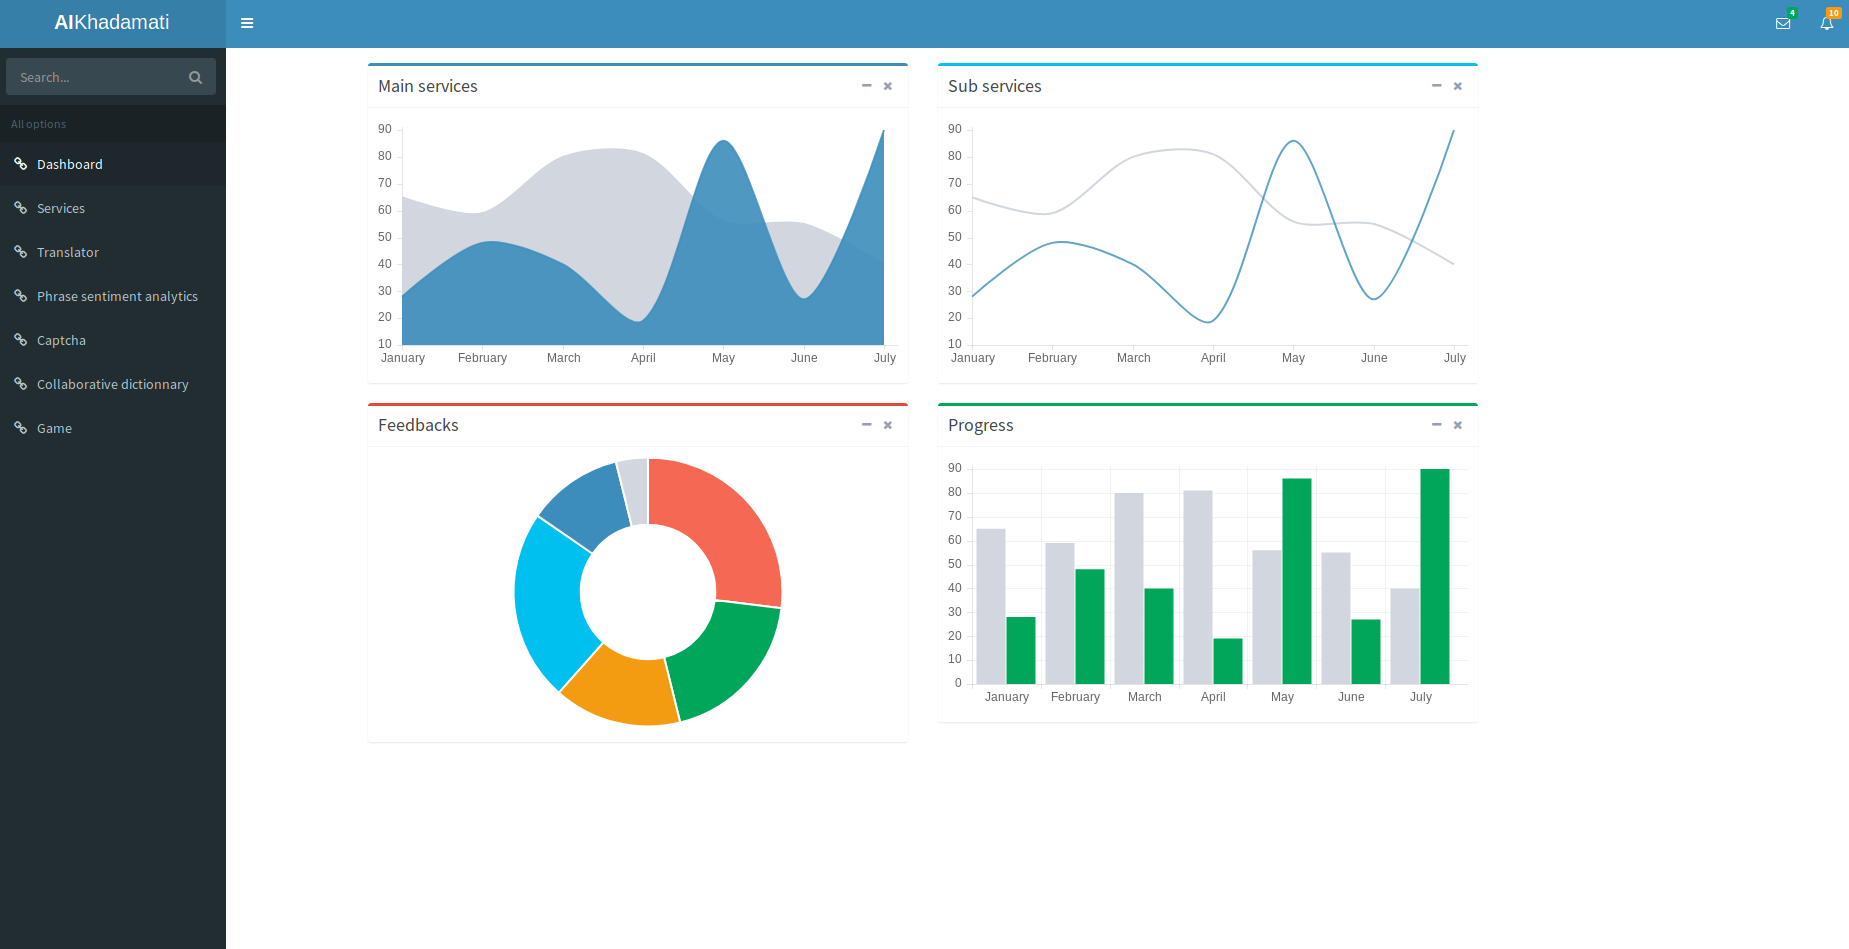 AIKhadamati
4
10
Search...
All options
Dashboard
Services
Translator
Phrase sentiment analytics
Captcha
Collaborative dictionnary
Game
Main services
90
80
70
60
50
40
30
20
10
January February March April May June July
Sub services
90
80
70
60
50
40
30
20
10
January February March April May June July
Feedbacks
Progress
90
80
70
60
50
40
30
20
10
0
January February March April May June July